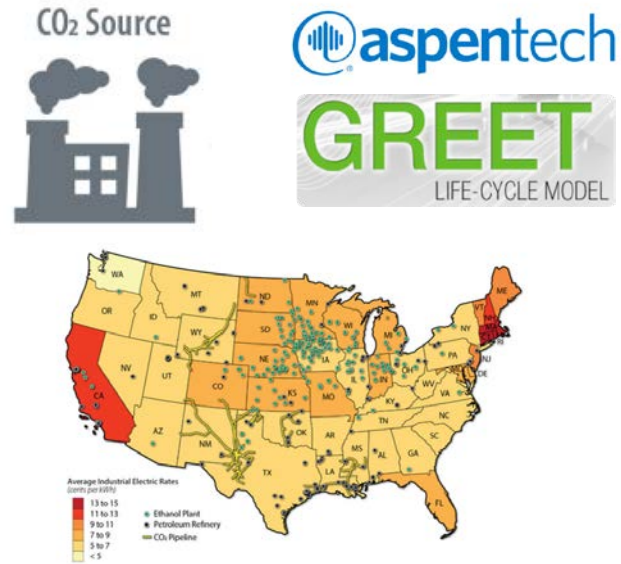 CO₂ Source
aspentech
®
GREET
LIFE-CYCLE MODEL
WA
OR
CA
NV
ID
MT
WY
UT
AZ
CO
NM
ND
SD
NE
KS
OK
TX
MN
IA
MO
AR
LA
WI
IL
MS
MI
IN
KY
TN
AL
OH
WV
VA
NC
SC
GA
FL
PA
NY
VT
NH
MA
ME
RI
NJ
DE
MD
Average Industrial Electric Rates
(cents per kWh)
13 to 15
11 to 13
9 to 11
7 to 9
5 to 7
< 5
Ethanol Plant
Petroleum Refinery
CO₂ Pipeline